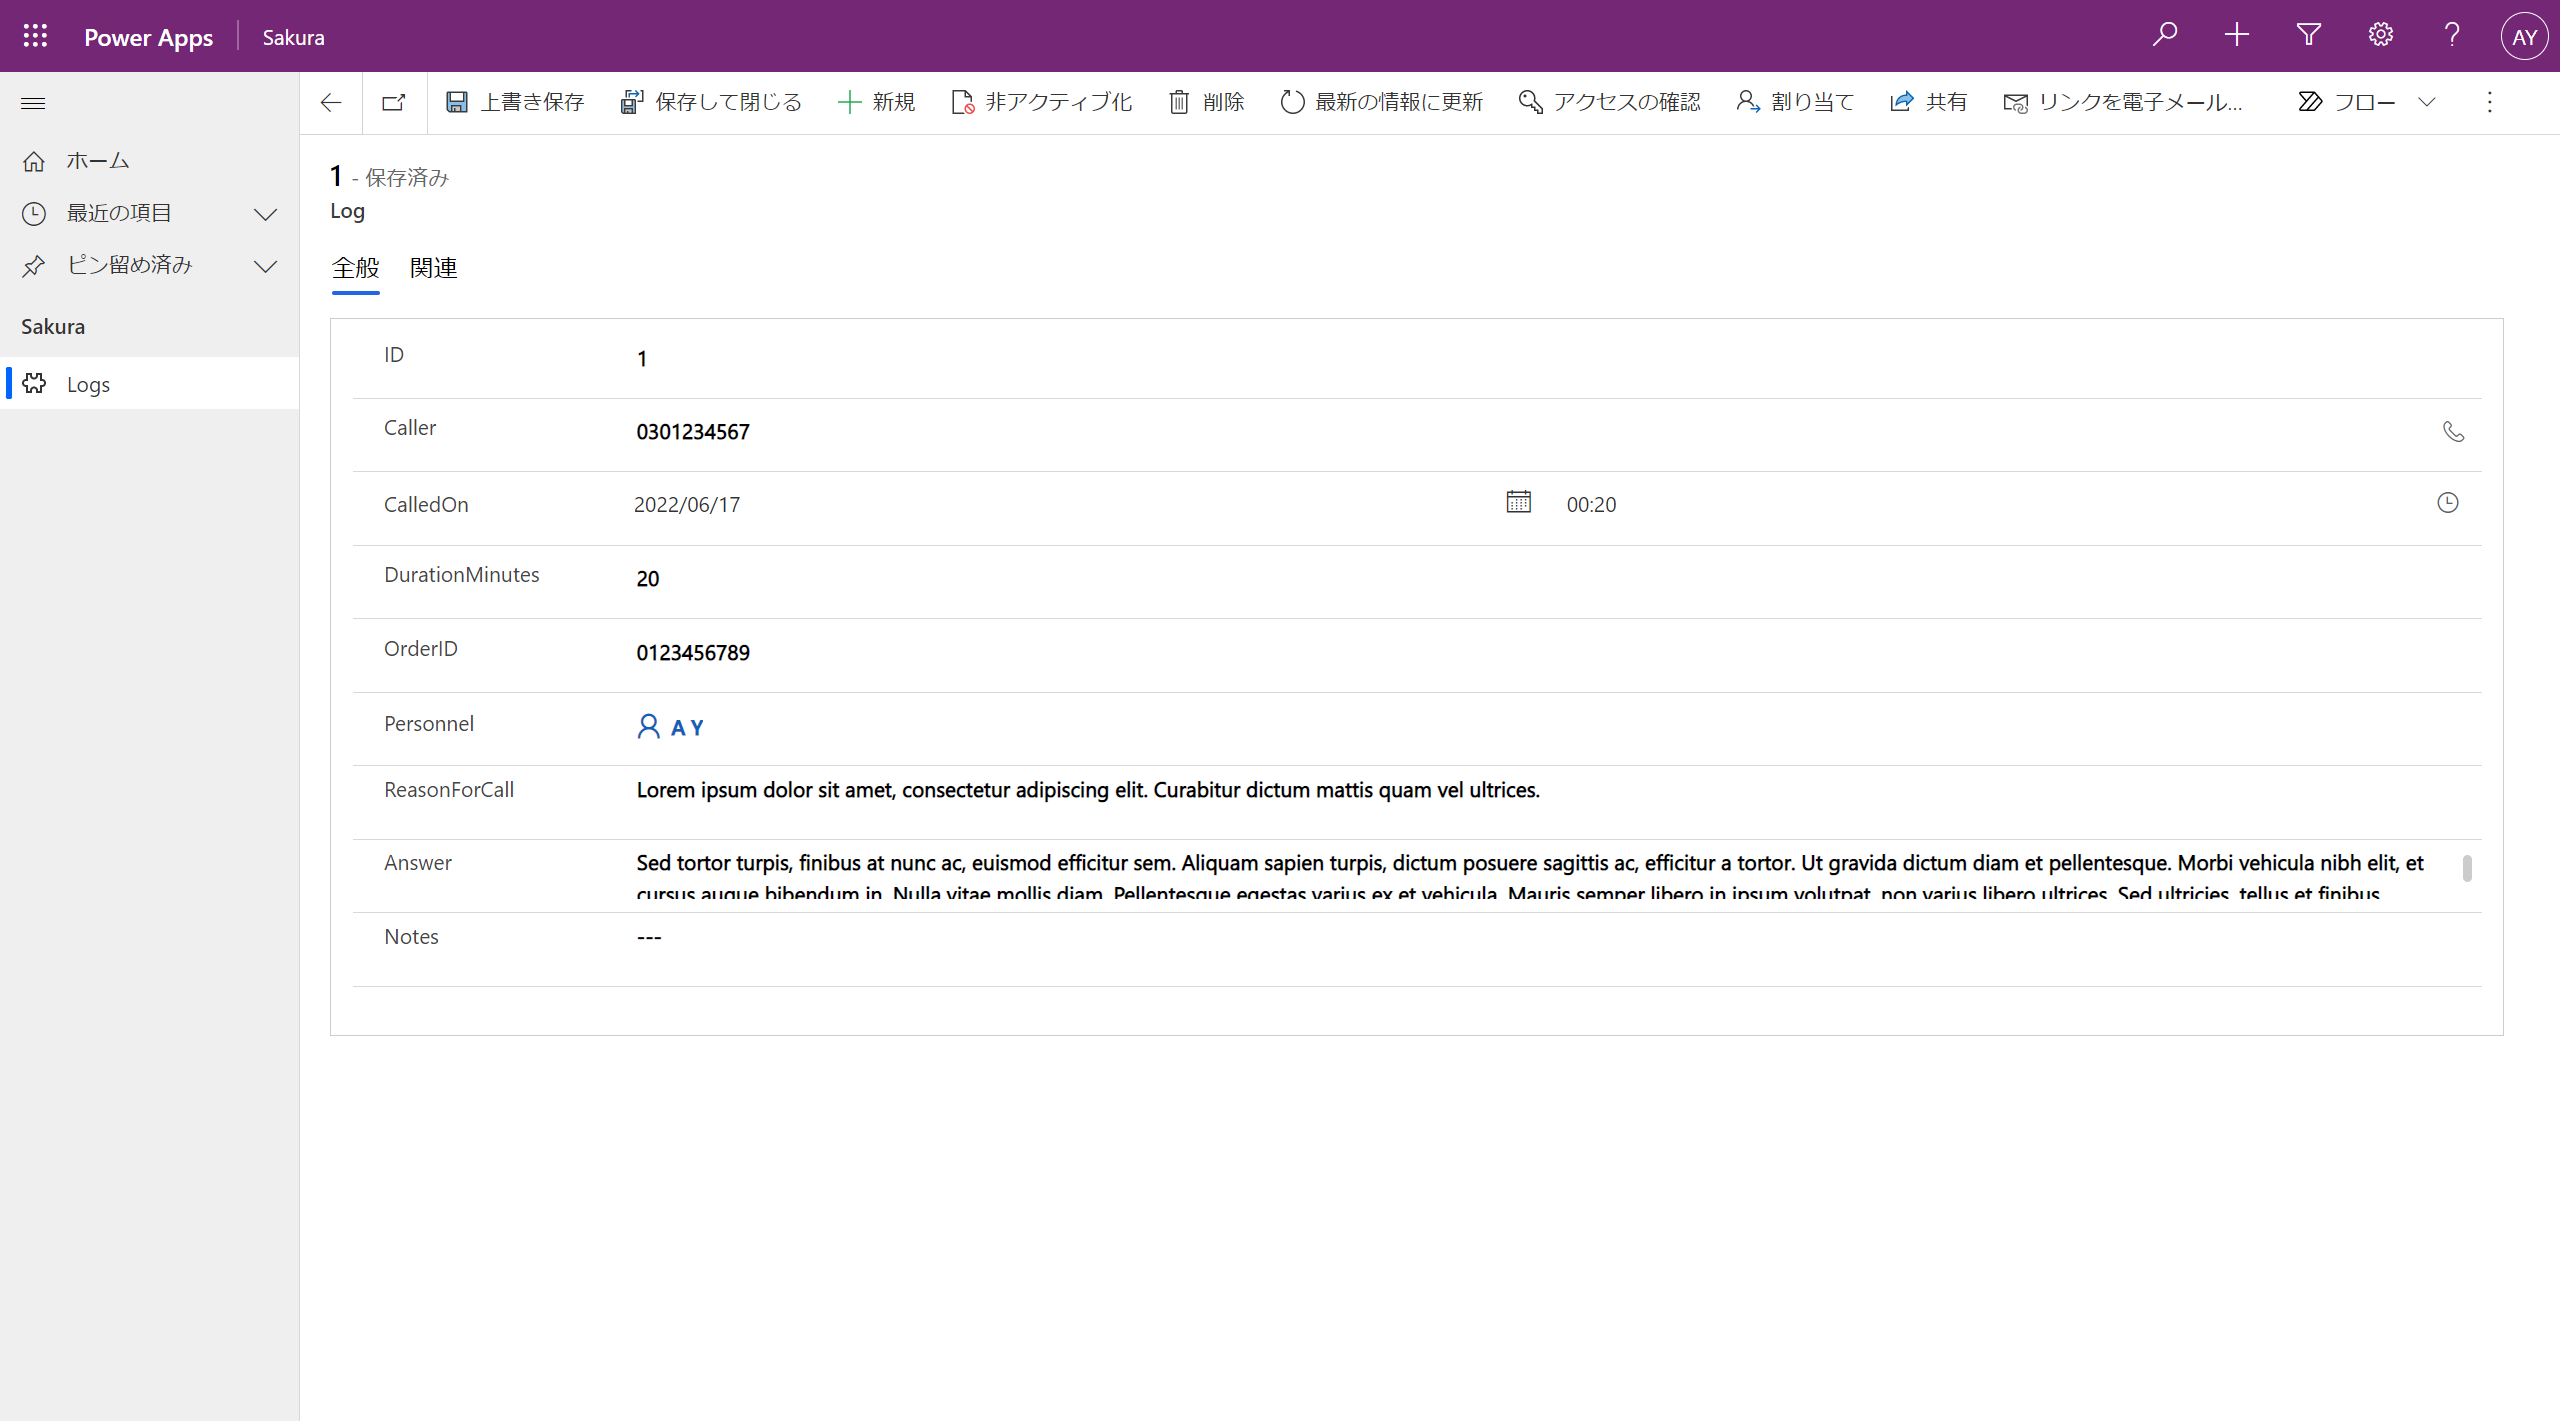 Power Apps
Sakura
AY
上書き保存
保存して閉じる
新規
非アクティブ化
削除
最新の情報に更新
アクセスの確認
割り当て
共有
リンクを電子メール...
フロー
ホーム
最近の項目
ピン留め済み
Sakura
Logs
1 - 保存済み
Log
全般 関連
ID 1
Caller 0301234567
CalledOn 2022/06/17 00:20
DurationMinutes 20
OrderID 0123456789
Personnel A Y
ReasonForCall Lorem ipsum dolor sit amet, consectetur adipiscing elit. Curabitur dictum mattis quam vel ultrices.
Answer Sed tortor turpis, finibus at nunc ac, euismod efficitur sem. Aliquam sapien turpis, dictum posuere sagittis ac, efficitur a tortor. Ut gravida dictum diam et pellentesque. Morbi vehicula nibh elit, et
cursus augue bibendum in. Nulla vitae mollis diam. Pellentesque egestas varius ex et vehicula. Mauris semper libero in ipsum volutpat, non varius libero ultrices. Sed ultricies, tellus et finibus
Notes ---